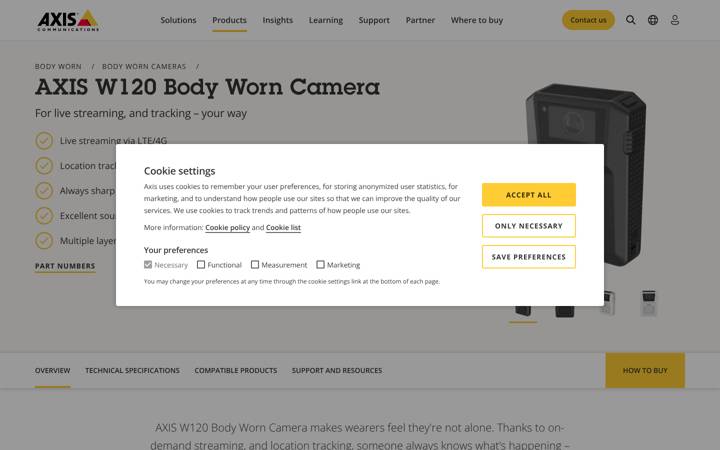 AXIS
COMMUNICATIONS
Solutions Products Insights Learning Support Partner Where to buy
Contact us
BODY WORN / BODY WORN CAMERAS /
AXIS W120 Body Worn Camera
For live streaming, and tracking – your way
Live streaming via LTE/4G
Location
Always sharp
Excellent
Multiple
PART NUMBERS
Cookie settings
Axis uses cookies to remember your user preferences, for storing anonymized user statistics, for
marketing, and to understand how people use our sites so that we can improve the quality of our
services. We use cookies to track trends and patterns of how people use our sites.
More information: Cookie policy and Cookie list
Your preferences
Necessary Functional Measurement Marketing
You may change your preferences at any time through the cookie settings link at the bottom of each page.
ACCEPT ALL
ONLY NECESSARY
SAVE PREFERENCES
OVERVIEW TECHNICAL SPECIFICATIONS COMPATIBLE PRODUCTS SUPPORT AND RESOURCES
HOW TO BUY
AXIS W120 Body Worn Camera makes wearers feel they're not alone. Thanks to on-
demand streaming, and location tracking, someone always knows what's happening –